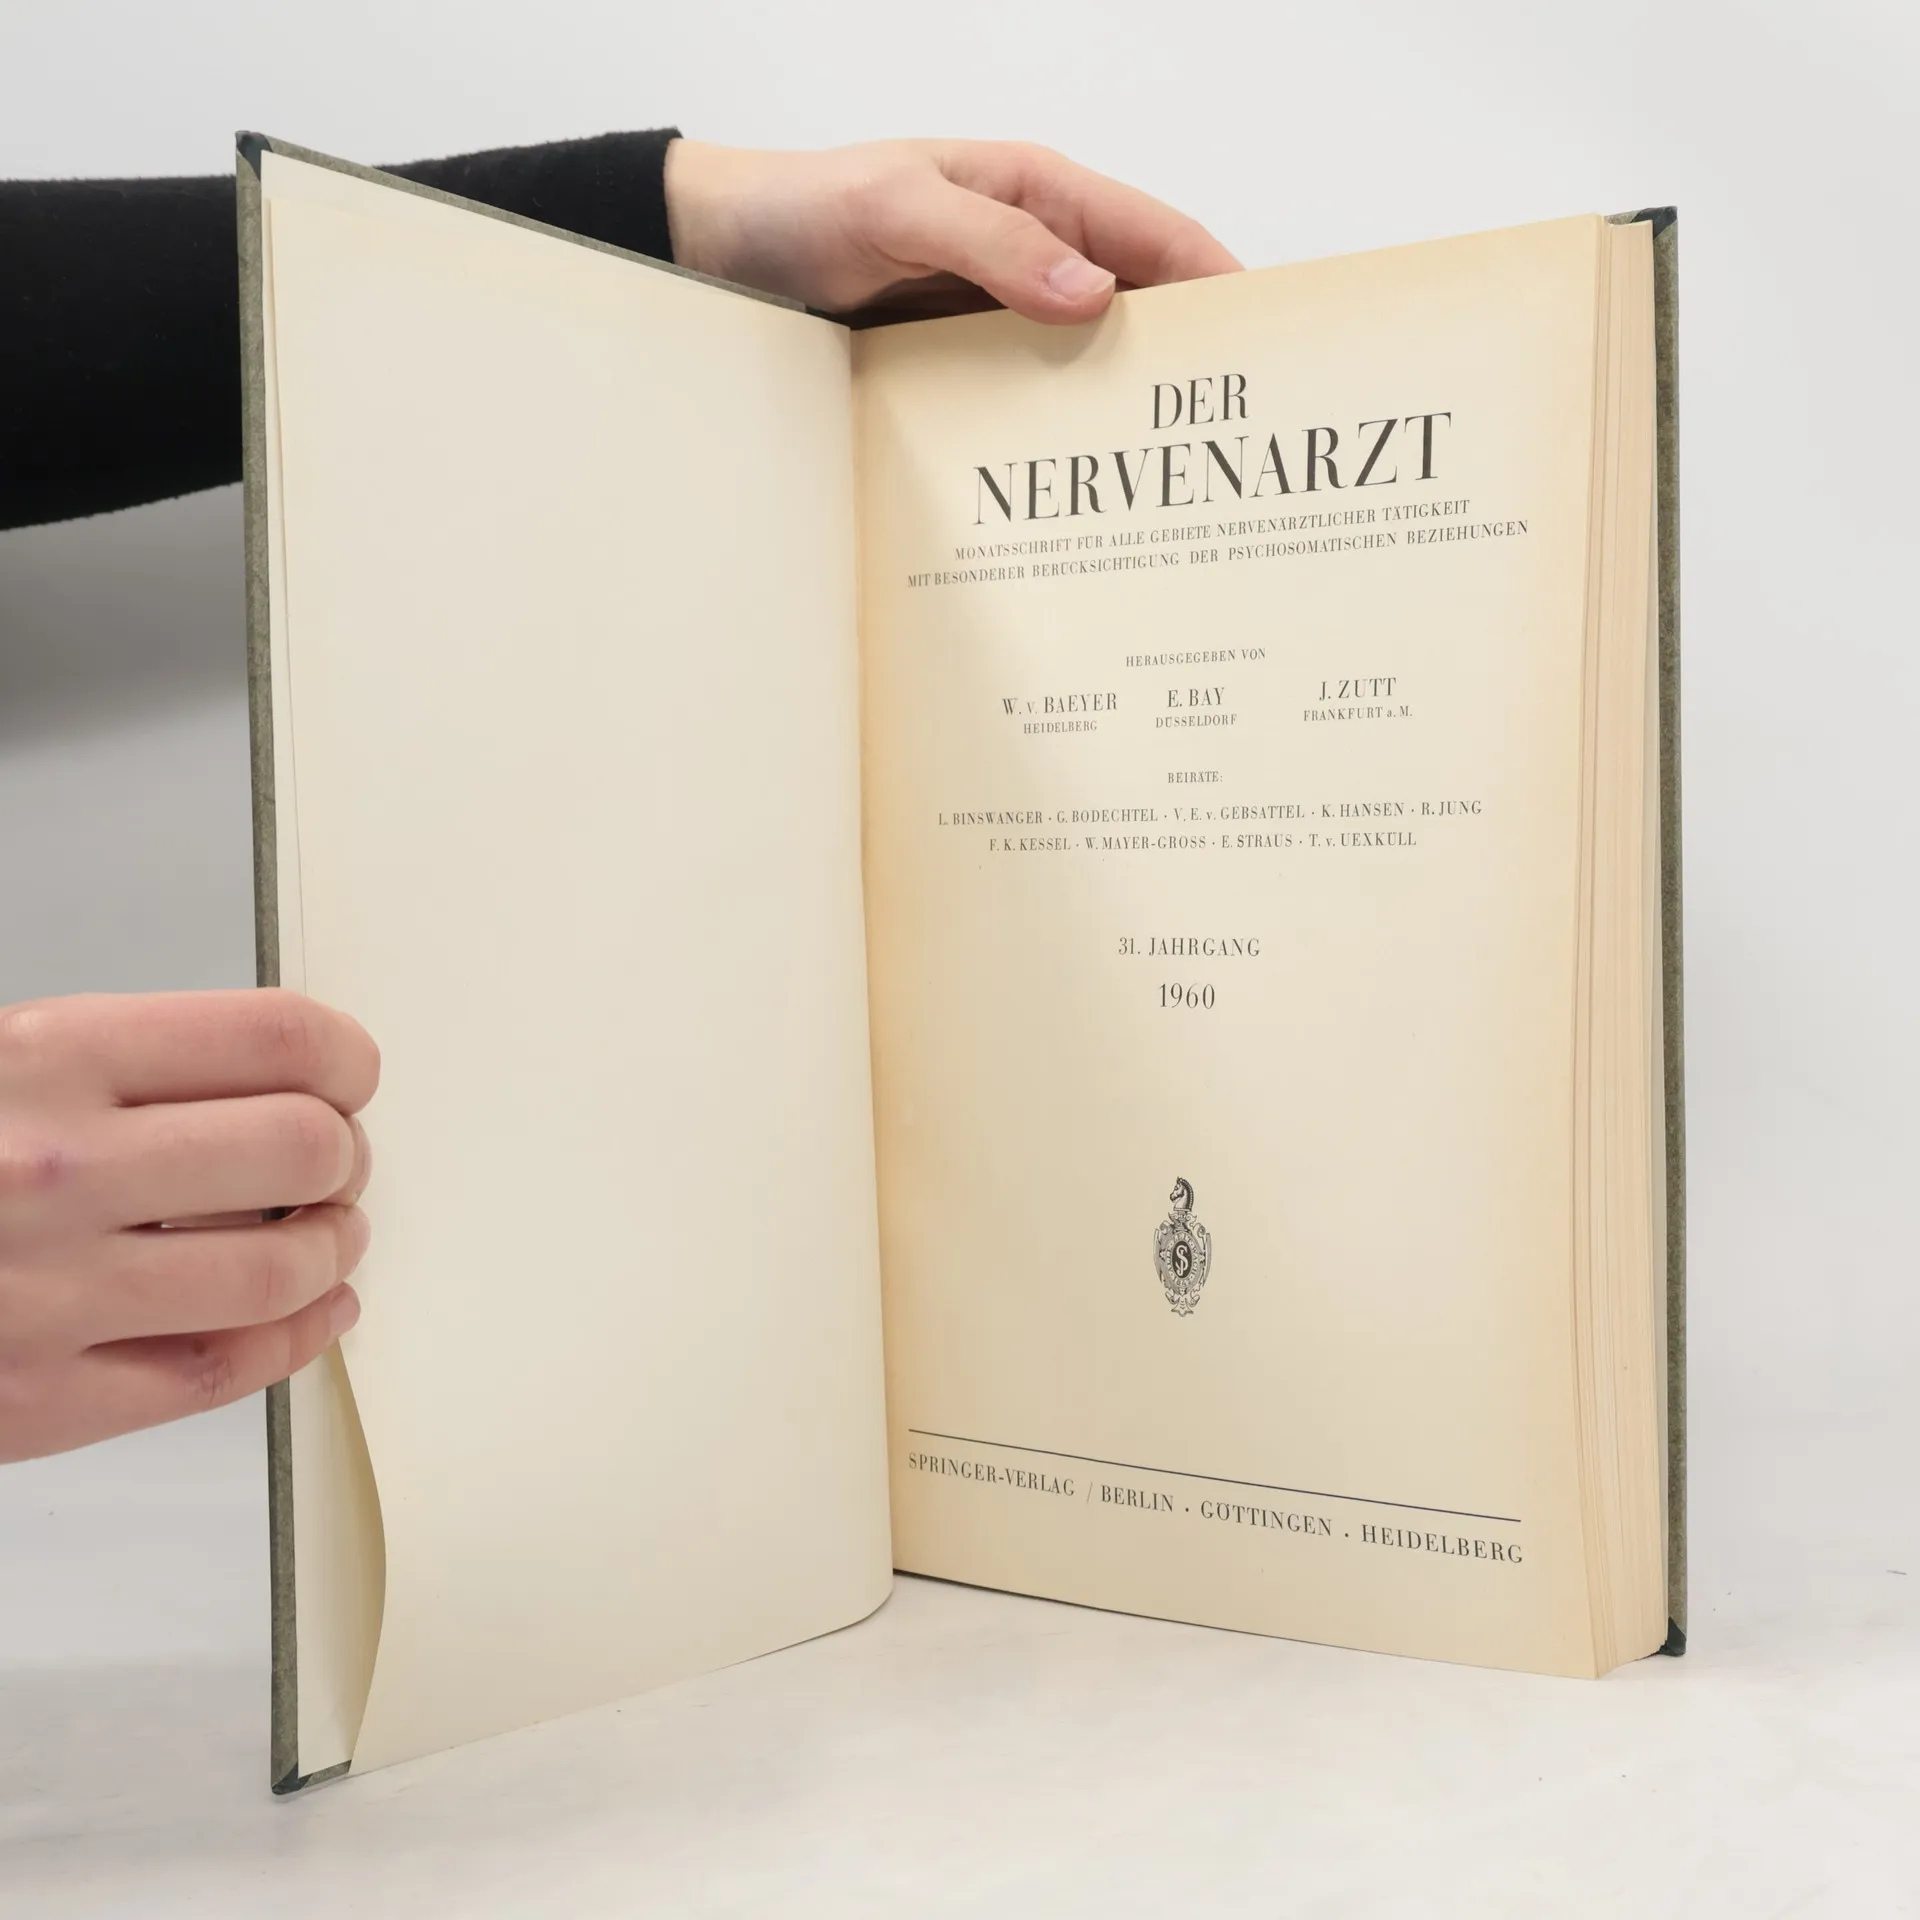 DER
NERVENARZT
MONATSSCHRIFT FÜR ALLE GEBIETE NERVENÄRZTLICHER TÄTIGKEIT
MIT BESONDERER BERÜCKSICHTIGUNG DER PSYCHOSOMATISCHEN BEZIEHUNGEN
HERAUSGEGEBEN VON
W. v. BAEYER E. BAY J. ZUTT
HEIDELBERG DÜSSELDORF FRANKFURT a. M.
BEIRÄTE:
L. BINSWANGER · G. BODECHTEL · V. E. v. GEBSATTEL · K. HANSEN · R. JUNG
F. K. KESSEL · W. MAYER-GROSS · E. STRAUS · T. v. UEXKÜLL
31. JAHRGANG
1960
SPRINGER-VERLAG / BERLIN · GÖTTINGEN · HEIDELBERG